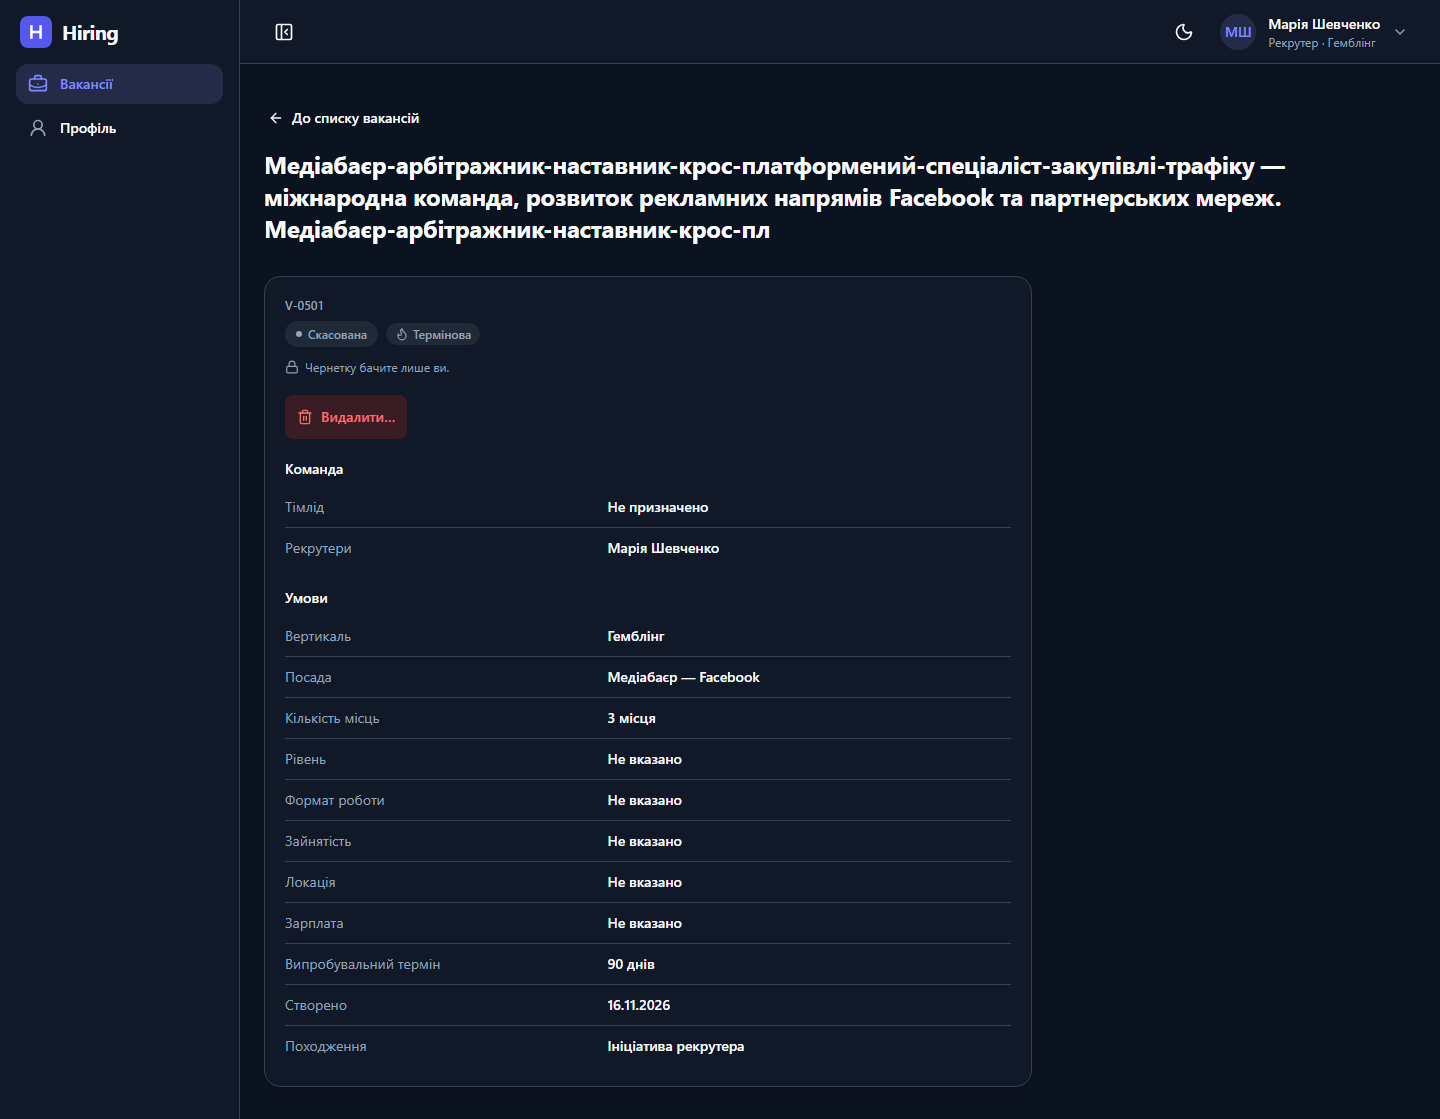 H Hiring
Вакансії
Профіль
МШ
Марія Шевченко
Рекрутер · Гемблінг
До списку вакансій
Медіабаєр-арбітражник-наставник-крос-платформений-спеціаліст-закупівлі-трафіку —
міжнародна команда, розвиток рекламних напрямів Facebook та партнерських мереж.
Медіабаєр-арбітражник-наставник-крос-пл
V-0501
Скасована
Термінова
Чернетку бачите лише ви.
Видалити...
Команда
Тімлід Не призначено
Рекрутери Марія Шевченко
Умови
Вертикаль Гемблінг
Посада Медіабаєр — Facebook
Кількість місць 3 місця
Рівень Не вказано
Формат роботи Не вказано
Зайнятість Не вказано
Локація Не вказано
Зарплата Не вказано
Випробувальний термін 90 днів
Створено 16.11.2026
Походження Ініціатива рекрутера